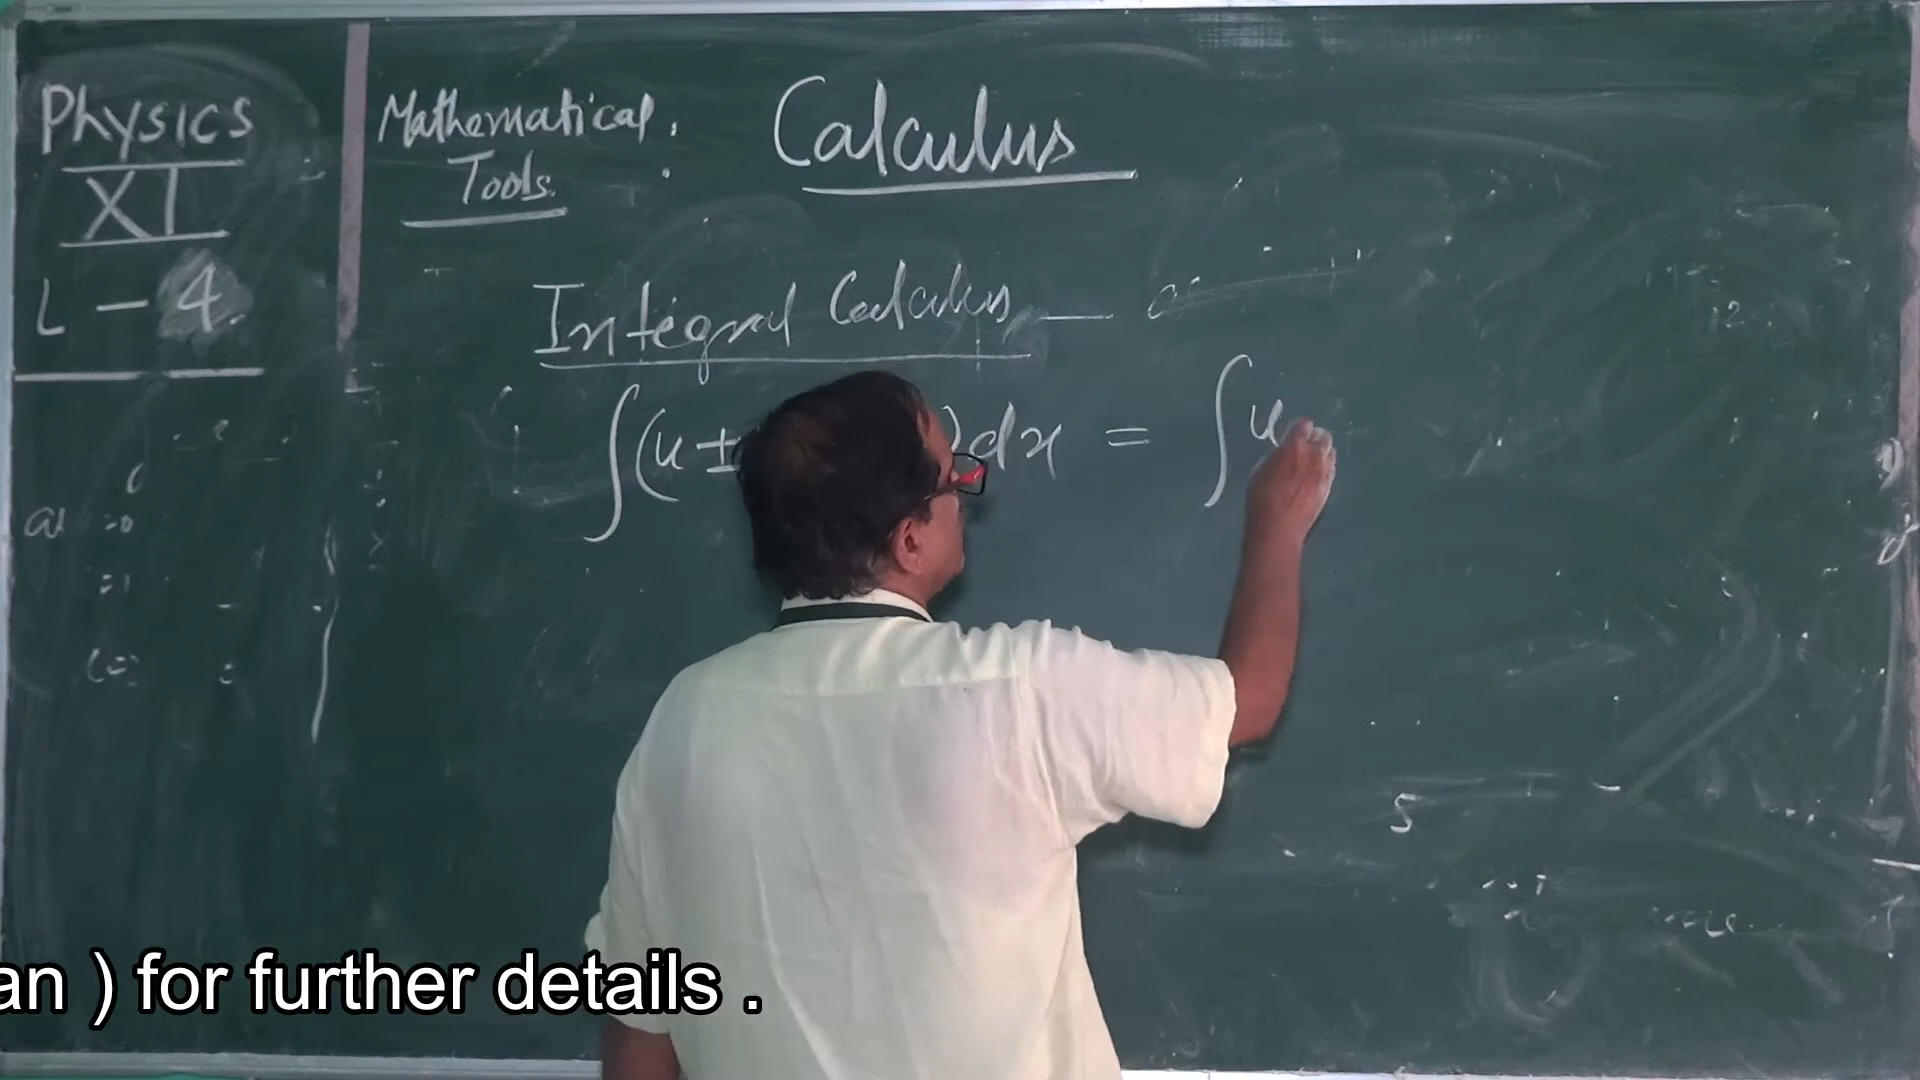 Physics
XI
L - 4
Mathematical :
Tools.
Calculus
Integral Calculus —
∫(u ± )dx = ∫u
an ) for further details .